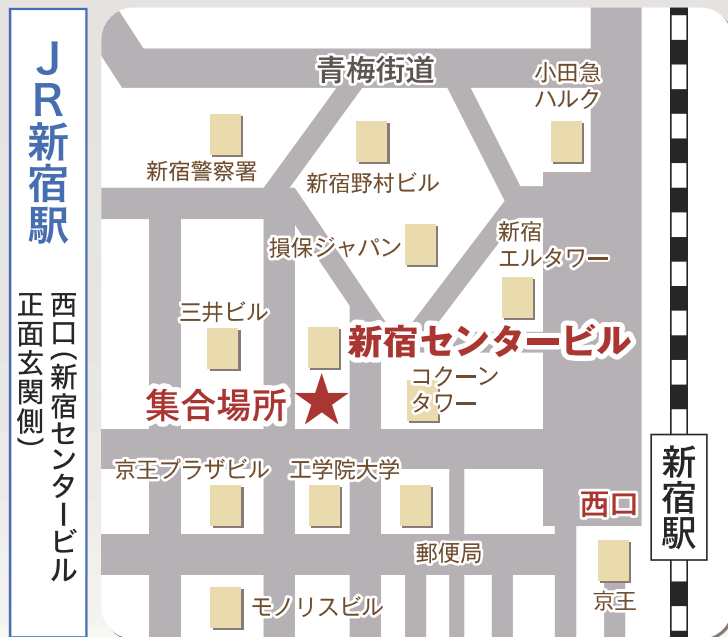 JR新宿駅
西口（新宿センタービル
正面玄関側）
青梅街道
小田急
ハルク
新宿警察署
新宿野村ビル
損保ジャパン
新宿
エルタワー
三井ビル
新宿センタービル
コクーン
タワー
集合場所
京王プラザビル
工学院大学
西口
新宿駅
郵便局
京王
モノリスビル